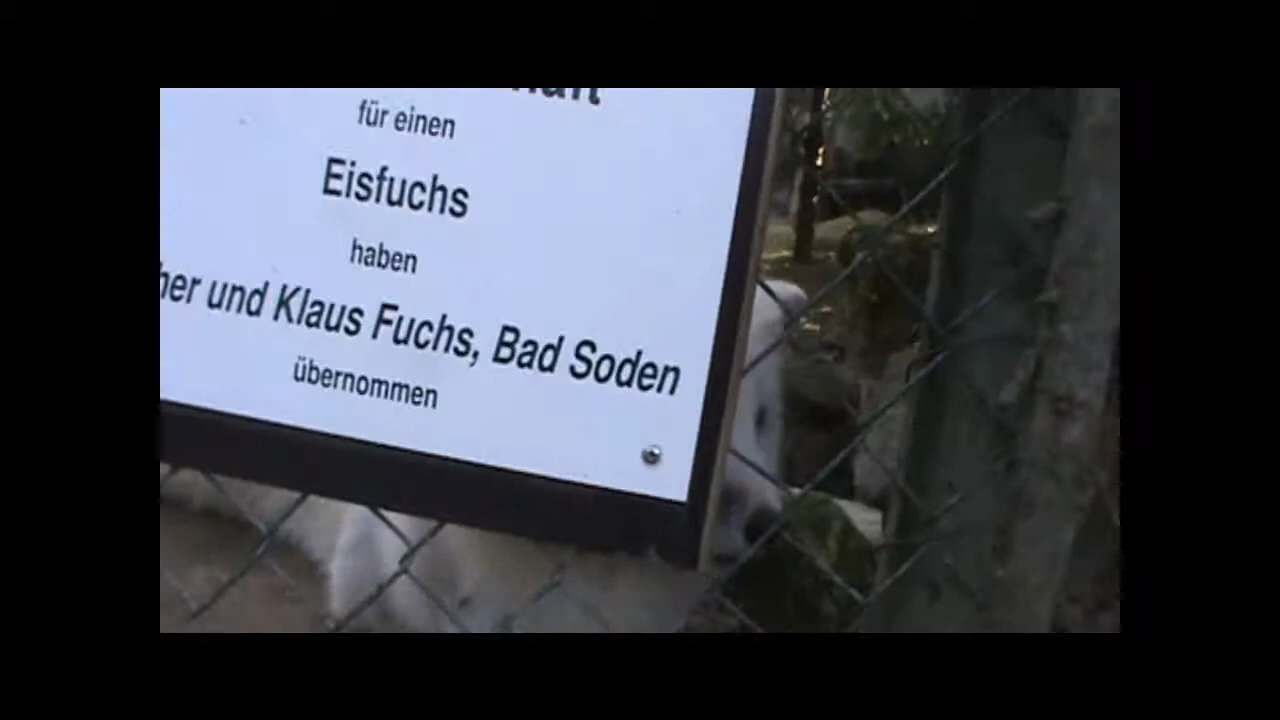 für einen
Eisfuchs
haben
und Klaus Fuchs, Bad Soden
übernommen